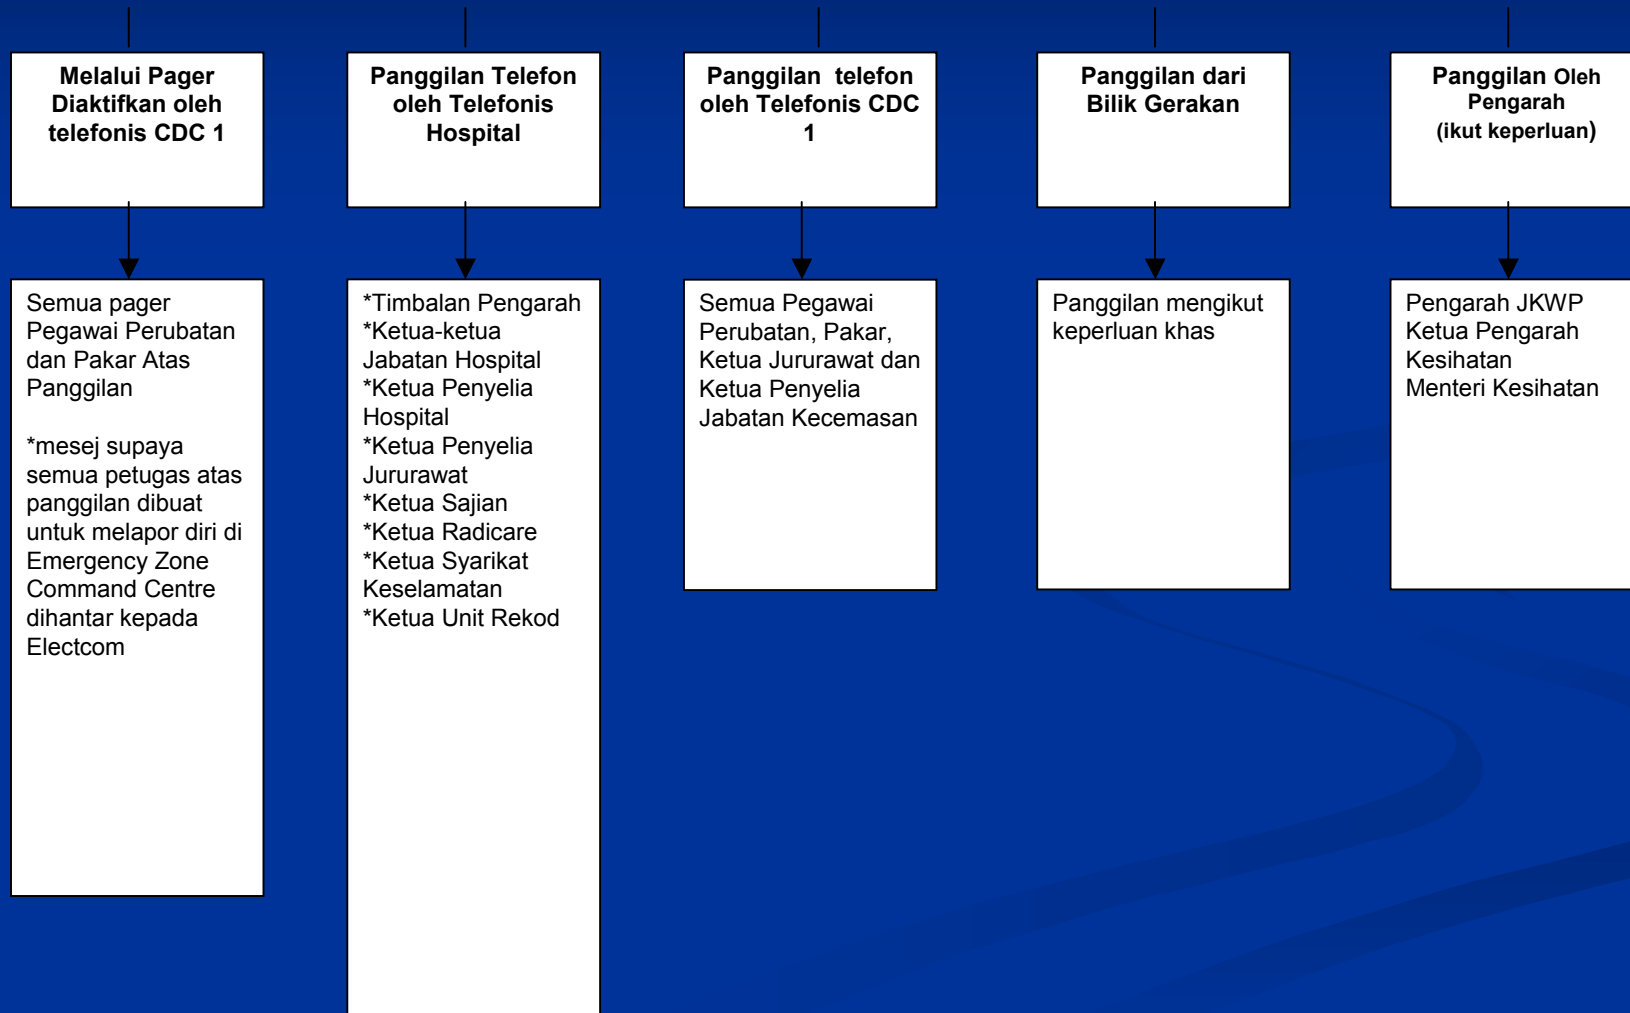 Melalui Pager
Diaktifkan oleh
telefonis CDC 1
Panggilan Telefon
oleh Telefonis
Hospital
Panggilan telefon
oleh Telefonis CDC
1
Panggilan dari
Bilik Gerakan
Panggilan Oleh
Pengarah
(ikut keperluan)
Semua pager
Pegawai Perubatan
dan Pakar Atas
Panggilan
*mesej supaya
semua petugas atas
panggilan dibuat
untuk melapor diri di
Emergency Zone
Command Centre
dihantar kepada
Electcom
*Timbalan Pengarah
*Ketua-ketua
Jabatan Hospital
*Ketua Penyelia
Hospital
*Ketua Penyelia
Jururawat
*Ketua Sajian
*Ketua Radicare
*Ketua Syarikat
Keselamatan
*Ketua Unit Rekod
Semua Pegawai
Perubatan, Pakar,
Ketua Jururawat dan
Ketua Penyelia
Jabatan Kecemasan
Panggilan mengikut
keperluan khas
Pengarah JKWP
Ketua Pengarah
Kesihatan
Menteri Kesihatan